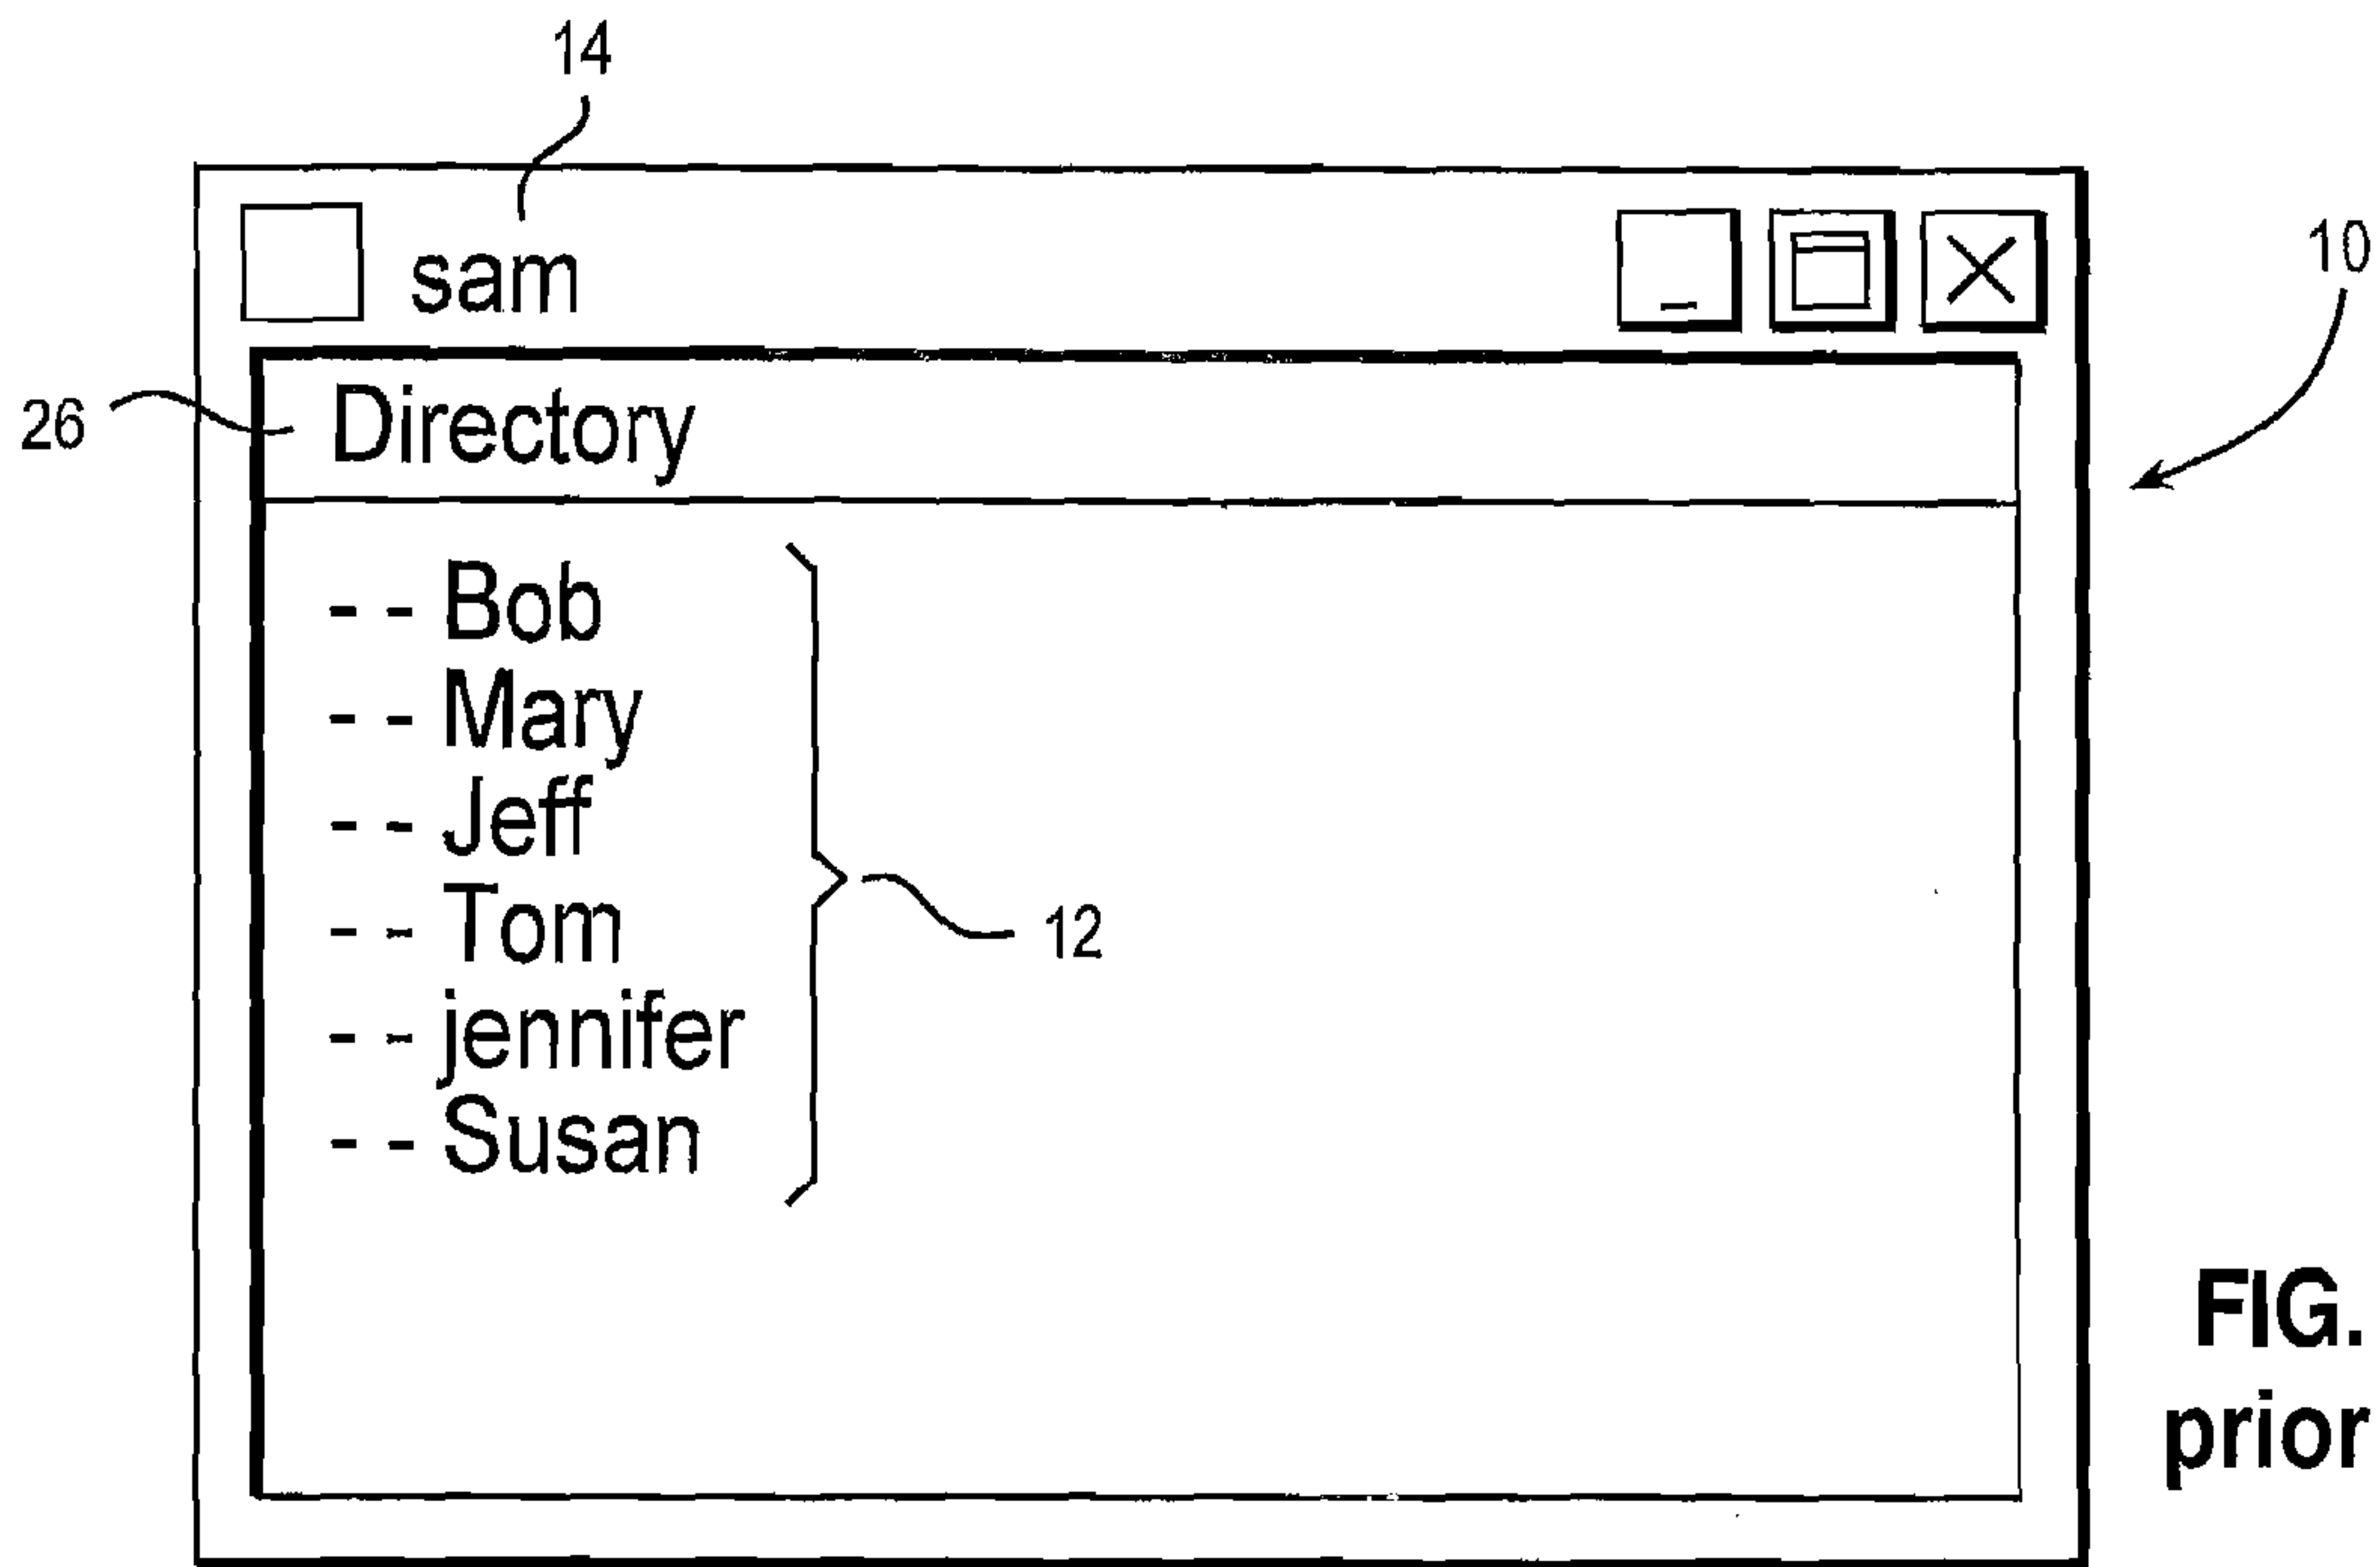 14
sam
10
26
Directory
- - Bob
- - Mary
- - Jeff
- - Tom
12
- - jennifer
- - Susan
FIG.
prior